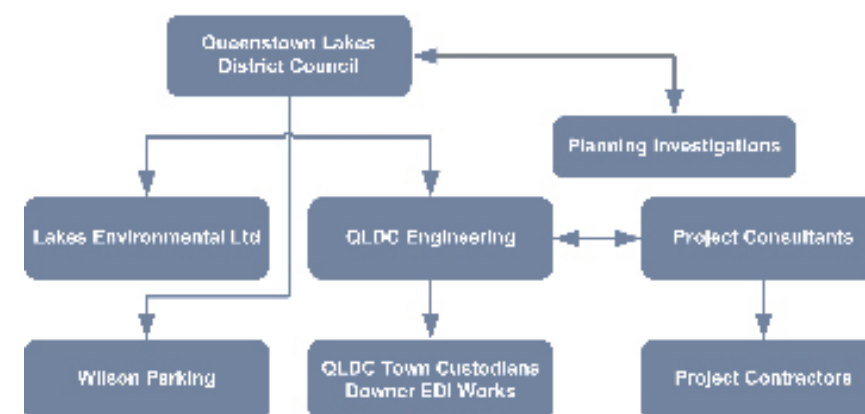 Queenstown Lakes
District Council
Planning Investigations
Lakes Environmental Ltd
QLDC Engineering
Project Consultants
Wilson Parking
QLDC Town Custodians
Downer EDI Works
Project Contractors